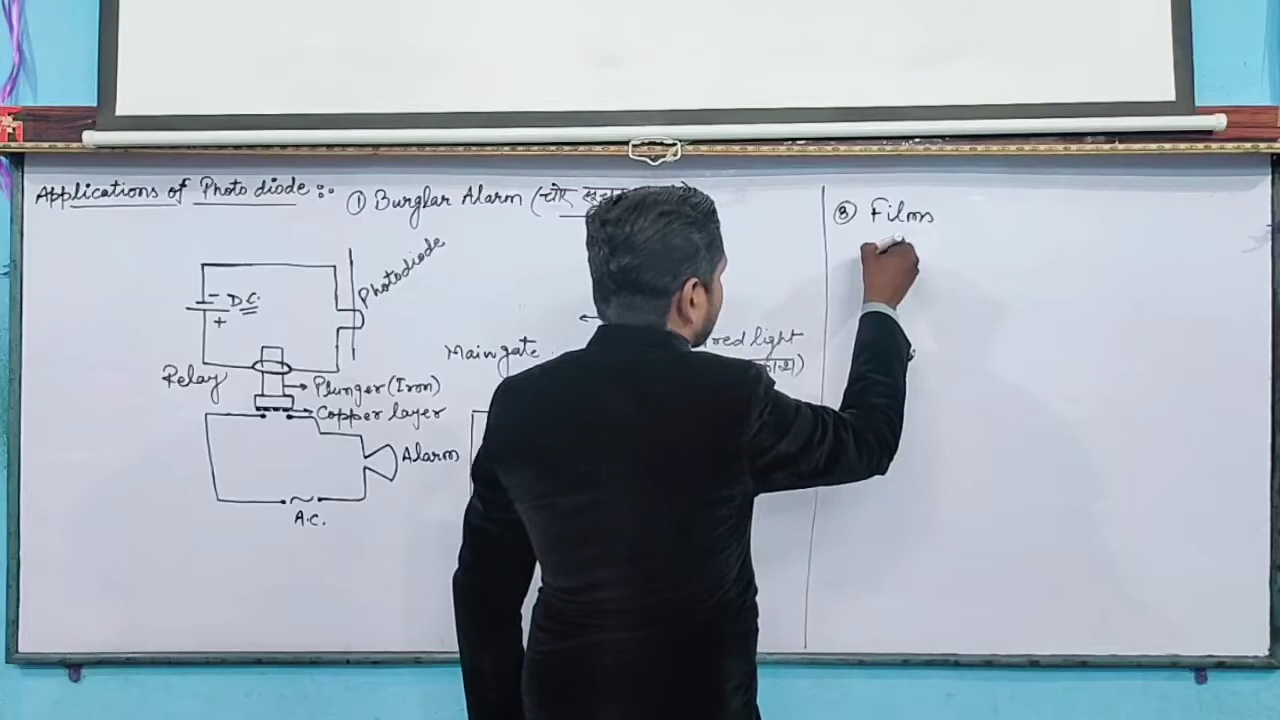 Applications of Photo diode :- ① Burglar Alarm (चोर
③ Films
Photodiode
- D.C.
+
Main gate
red light
Relay
Plunger (Iron)
Copper layer
Alarm
A.C.